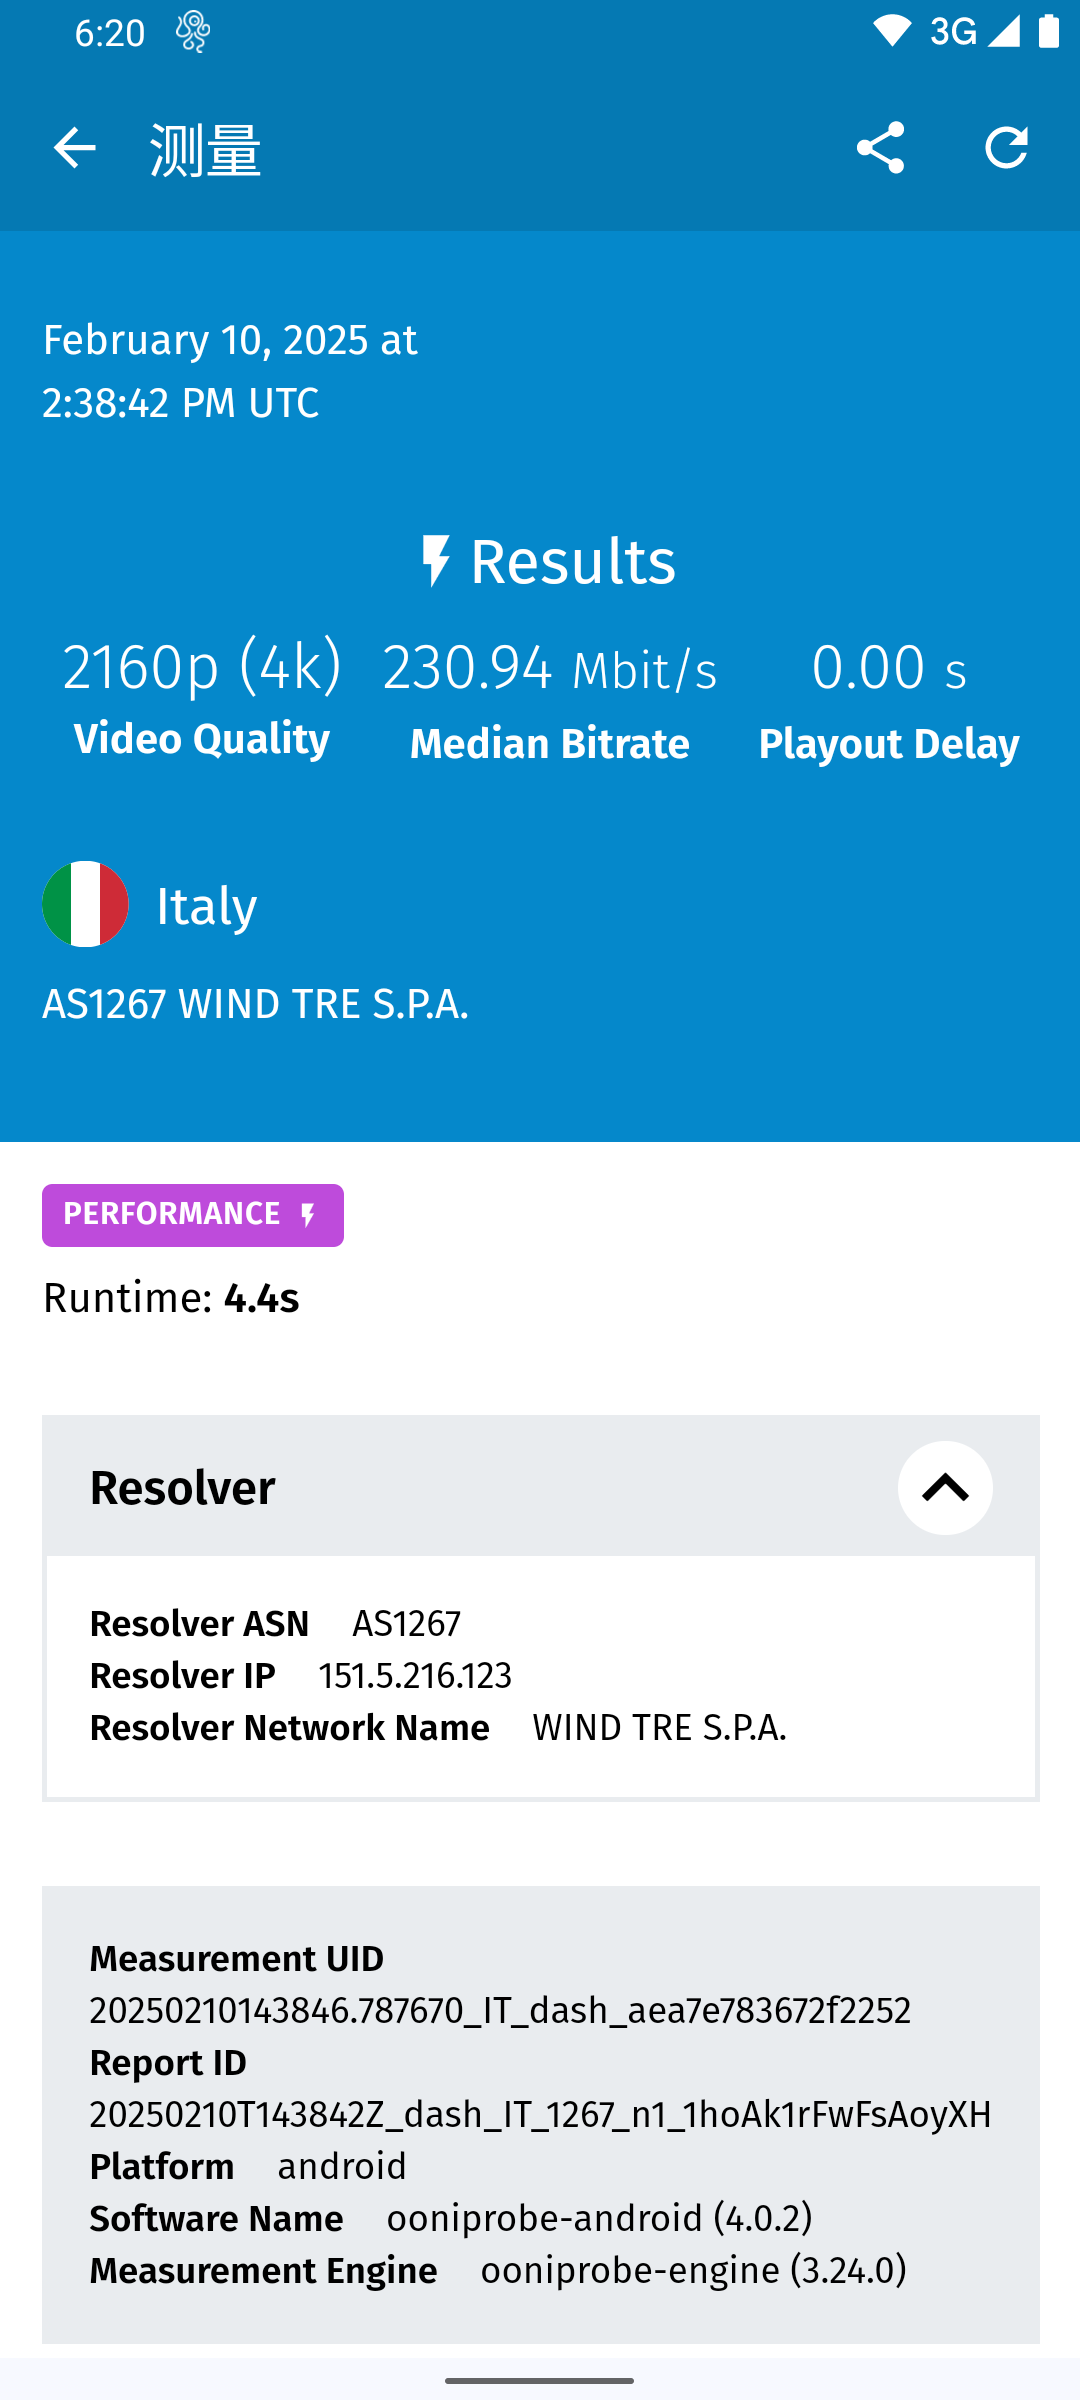 6:20
3G
测量
February 10, 2025 at
2:38:42 PM UTC
Results
2160p (4k) 230.94 Mbit/s 0.00 s
Video Quality Median Bitrate Playout Delay
Italy
AS1267 WIND TRE S.P.A.
PERFORMANCE
Runtime: 4.4s
Resolver
Resolver ASN AS1267
Resolver IP 151.5.216.123
Resolver Network Name WIND TRE S.P.A.
Measurement UID
20250210143846.787670_IT_dash_aea7e783672f2252
Report ID
20250210T143842Z_dash_IT_1267_n1_1hoAk1rFwFsAoyXH
Platform android
Software Name ooniprobe-android (4.0.2)
Measurement Engine ooniprobe-engine (3.24.0)